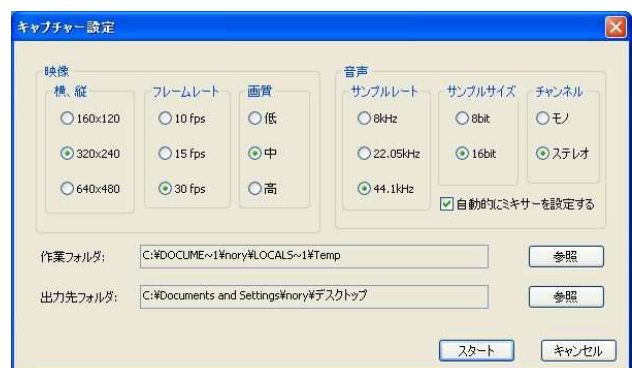 キャプチャー設定
映像
横、縦
フレームレート
画質
160x120
10 fps
低
320x240
15 fps
中
640x480
30 fps
高
音声
サンプルレート
サンプルサイズ
チャンネル
8kHz
8bit
モノ
22.05kHz
16bit
ステレオ
44.1kHz
自動的にミキサーを設定する
作業フォルダ:
C:¥DOCUME~1¥nory¥LOCALS~1¥Temp
参照
出力先フォルダ:
C:¥Documents and Settings¥nory¥デスクトップ
参照
スタート
キャンセル